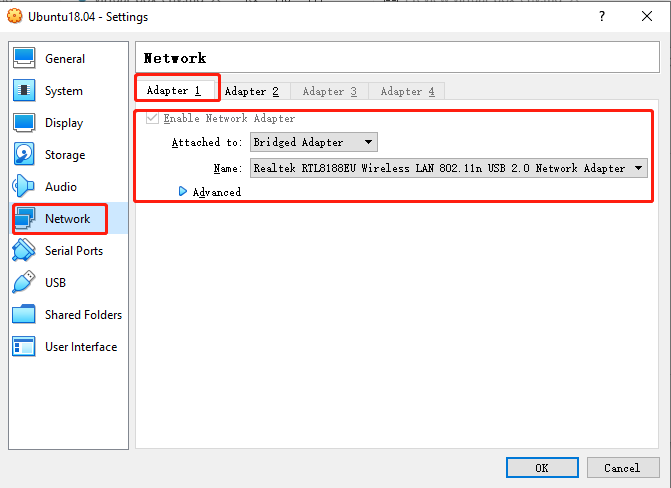 Ubuntu18.04 - Settings
?
General
System
Display
Storage
Audio
Network
Serial Ports
USB
Shared Folders
User Interface
Network
Adapter 1 Adapter 2 Adapter 3 Adapter 4
Enable Network Adapter
Attached to: Bridged Adapter
Name: Realtek RTL8188EU Wireless LAN 802.11n USB 2.0 Network Adapter
Advanced
OK Cancel